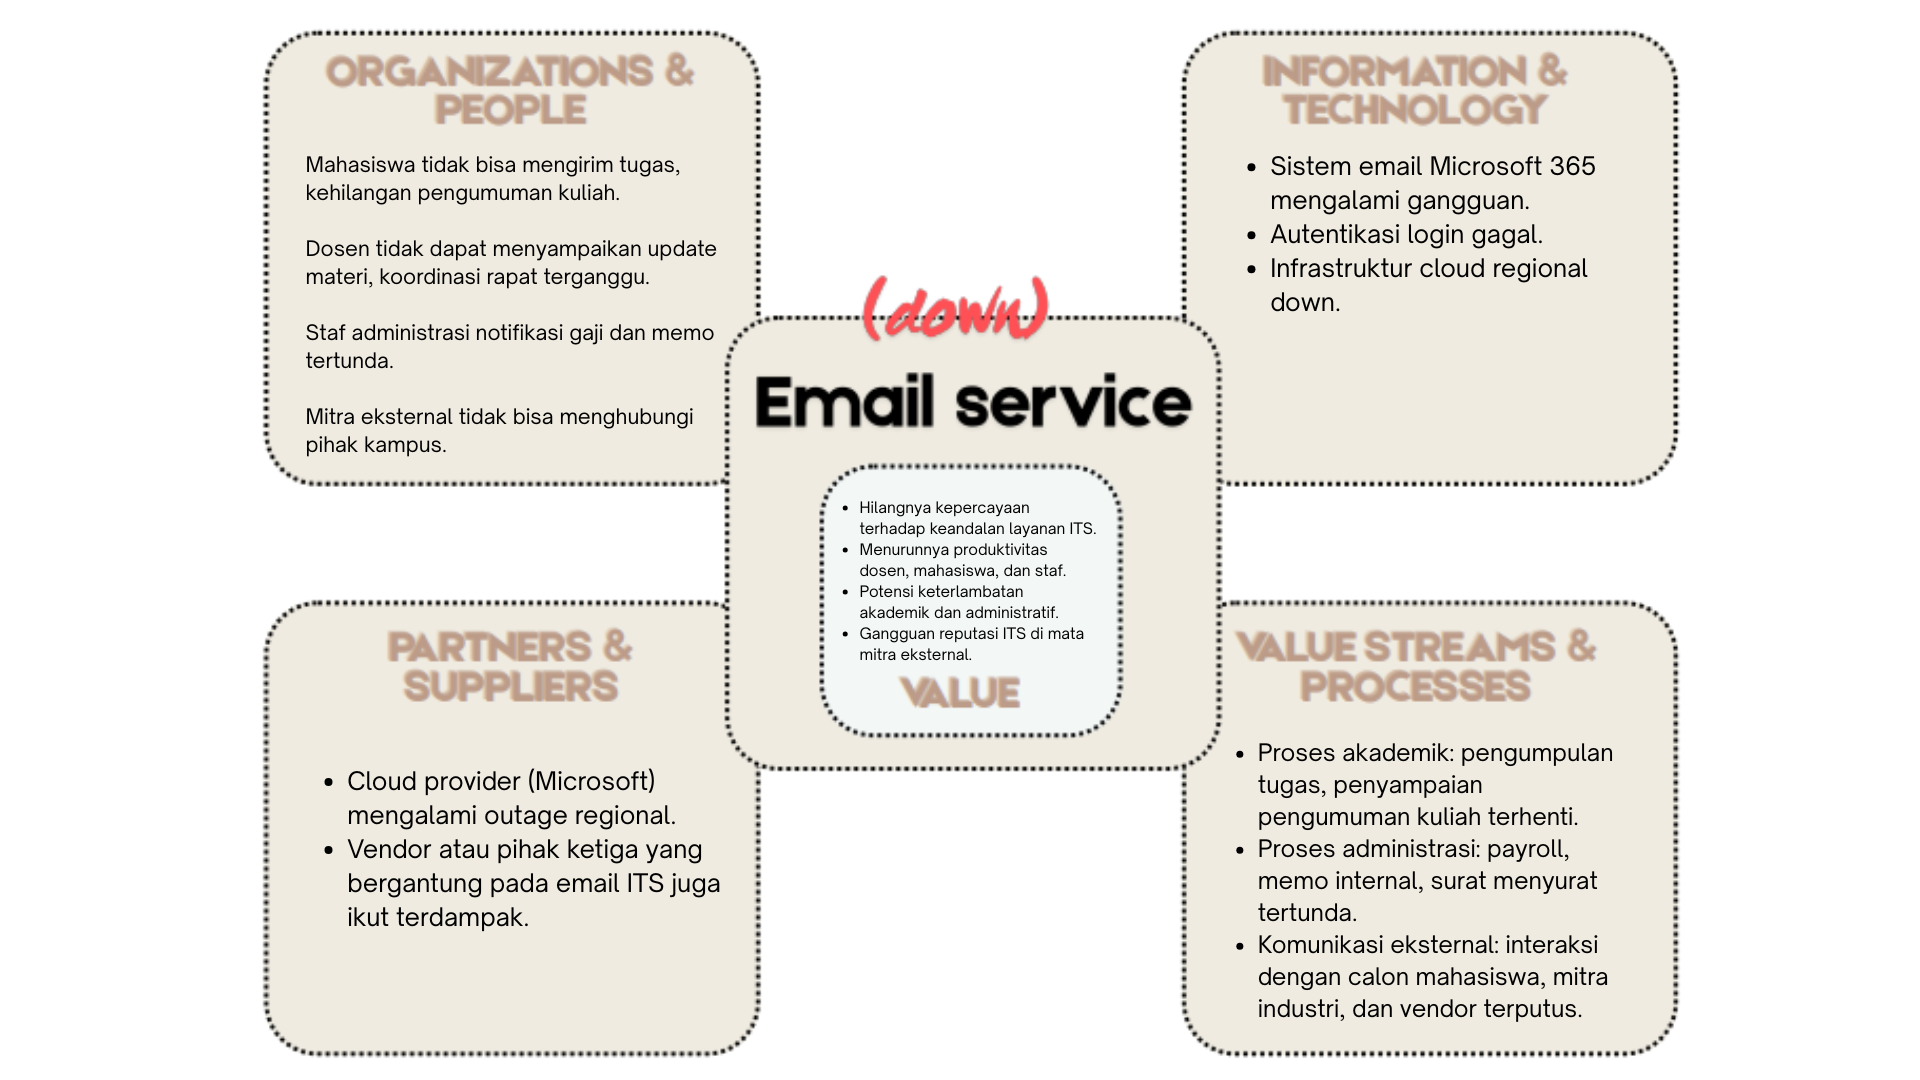 ORGANIZATIONS &
PEOPLE
Mahasiswa tidak bisa mengirim tugas,
kehilangan pengumuman kuliah.
Dosen tidak dapat menyampaikan update
materi, koordinasi rapat terganggu.
Staf administrasi notifikasi gaji dan memo
tertunda.
Mitra eksternal tidak bisa menghubungi
pihak kampus.
INFORMATION &
TECHNOLOGY
• Sistem email Microsoft 365
mengalami gangguan.
• Autentikasi login gagal.
• Infrastruktur cloud regional
down.
(down)
Email service
• Hilangnya kepercayaan
terhadap keandalan layanan ITS.
• Menurunnya produktivitas
dosen, mahasiswa, dan staf.
• Potensi keterlambatan
akademik dan administratif.
• Gangguan reputasi ITS di mata
mitra eksternal.
VALUE
PARTNERS &
SUPPLIERS
• Cloud provider (Microsoft)
mengalami outage regional.
• Vendor atau pihak ketiga yang
bergantung pada email ITS juga
ikut terdampak.
VALUE STREAMS &
PROCESSES
• Proses akademik: pengumpulan
tugas, penyampaian
pengumuman kuliah terhenti.
• Proses administrasi: payroll,
memo internal, surat menyurat
tertunda.
• Komunikasi eksternal: interaksi
dengan calon mahasiswa, mitra
industri, dan vendor terputus.